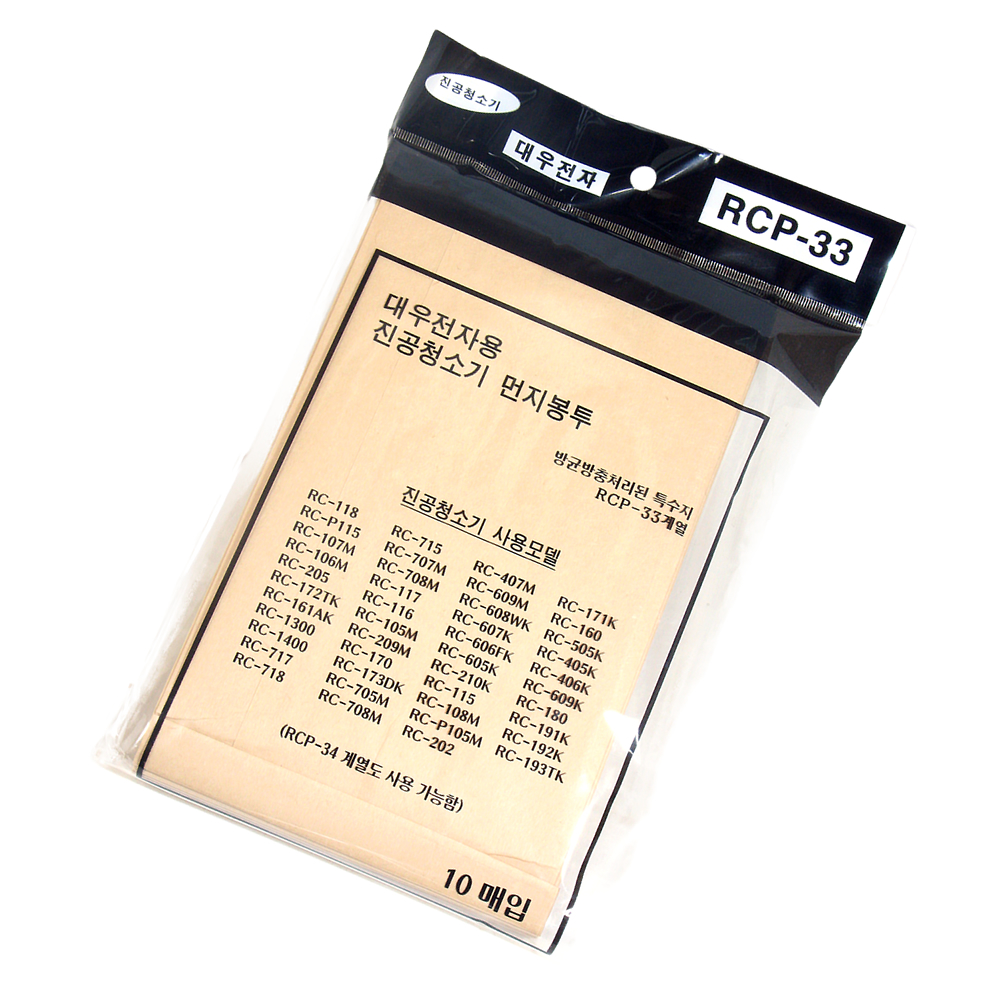 진공청소기
대우전자
RCP-33
대우전자용
진공청소기 먼지봉투
방균방충처리된 특수지
RCP-33계열
진공청소기 사용모델
RC-118
RC-P115
RC-107M
RC-106M
RC-205
RC-172TK
RC-161AK
RC-1300
RC-1400
RC-717
RC-718
RC-715
RC-707M
RC-708M
RC-117
RC-116
RC-105M
RC-209M
RC-170
RC-173DK
RC-705M
RC-708M
RC-407M
RC-609M
RC-608WK
RC-607K
RC-606FK
RC-605K
RC-210K
RC-115
RC-108M
RC-P105M
RC-202
RC-171K
RC-160
RC-505K
RC-405K
RC-406K
RC-609K
RC-180
RC-191K
RC-192K
RC-193TK
(RCP-34 계열도 사용 가능함)
10 매입